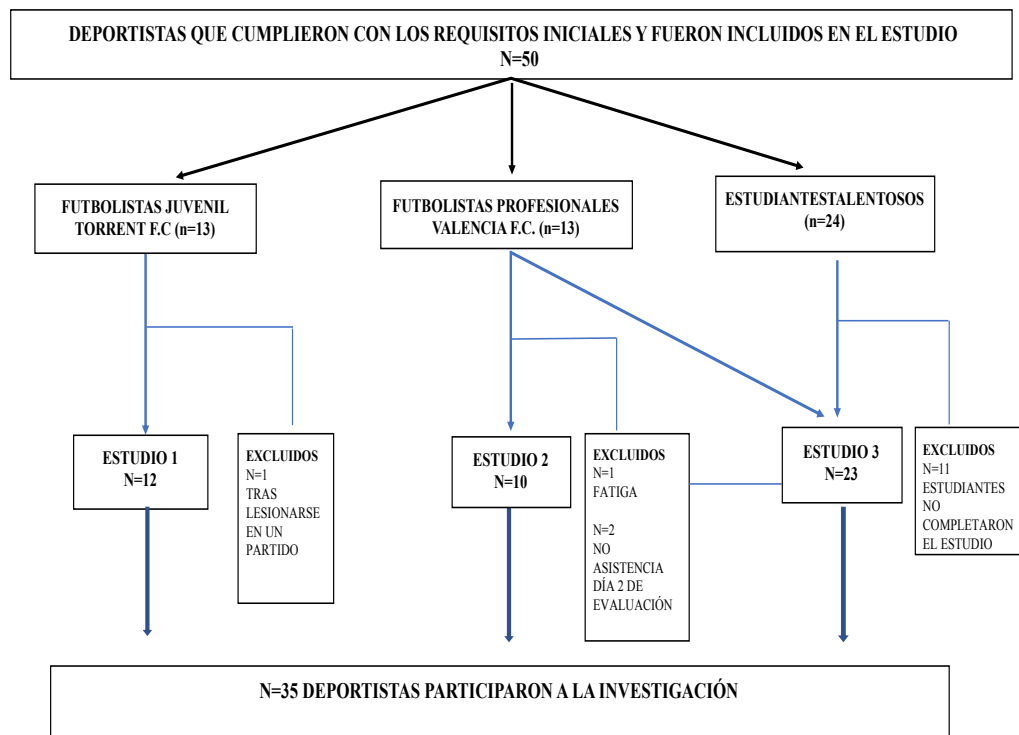 DEPORTISTAS QUE CUMPLIERON CON LOS REQUISITOS INICIALES Y FUERON INCLUIDOS EN EL ESTUDIO
N=50
FUTBOLISTAS JUVENIL
TORRENT F.C (n=13)
FUTBOLISTAS PROFESIONALES
VALENCIA F.C. (n=13)
ESTUDIANTESTALENTOSOS
(n=24)
ESTUDIO 1
N=12
EXCLUIDOS
N=1
TRAS
LESIONARSE
EN UN
PARTIDO
ESTUDIO 2
N=10
EXCLUIDOS
N=1
FATIGA
N=2
NO
ASISTENCIA
DÍA 2 DE
EVALUACIÓN
ESTUDIO 3
N=23
EXCLUIDOS
N=11
ESTUDIANTES
NO
COMPLETARON
EL ESTUDIO
N=35 DEPORTISTAS PARTICIPARON A LA INVESTIGACIÓN